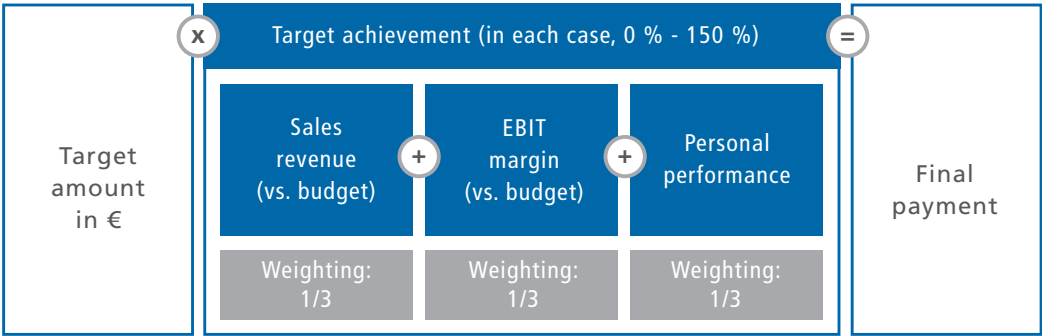 Target
amount
in €
x
Target achievement (in each case, 0 % - 150 %)
=
Sales
revenue
(vs. budget)
+
EBIT
margin
(vs. budget)
+
Personal
performance
Weighting:
1/3
Weighting:
1/3
Weighting:
1/3
Final
payment